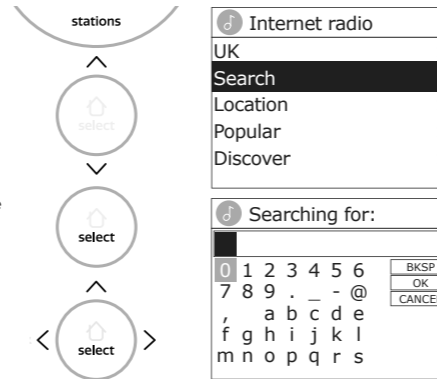 stations
select
e
select
select
Internet radio
UK
Search
Location
Popular
Discover
Searching for:
0 1 2 3 4 5 6
7 8 9 . _ - @
, a b c d e
f g h i j k l
m n o p q r s
BKSP
OK
CANCEL